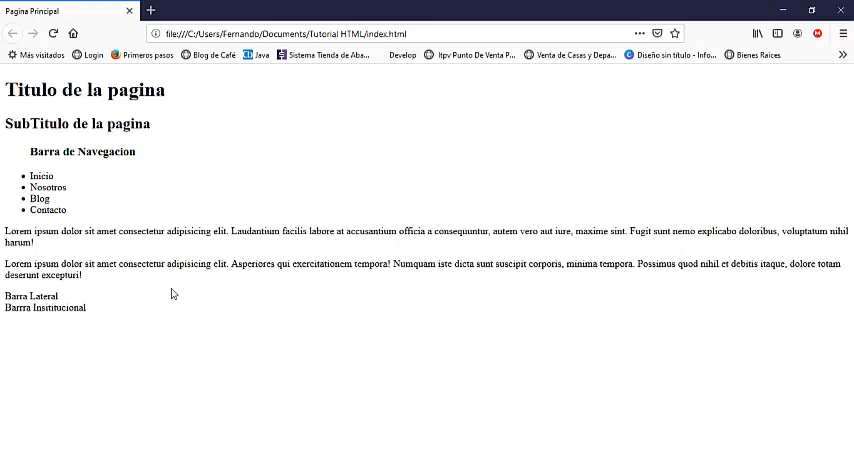 Pagina Principal
file:///C:/Users/Fernando/Documents/Tutorial HTML/index.html
Más visitados Login Primeros pasos Blog de Café Java Sistema Tienda de Aba... Develop Itpv Punto De Venta P... Venta de Casas y Depa... Diseño sin título - Info... Bienes Raices
Titulo de la pagina
SubTitulo de la pagina
Barra de Navegacion
Inicio
Nosotros
Blog
Contacto
Lorem ipsum dolor sit amet consectetur adipisicing elit. Laudantium facilis labore at accusantium officia a consequuntur, autem vero aut iure, maxime sint. Fugit sunt nemo explicabo doloribus, voluptatum nihil
harum!
Lorem ipsum dolor sit amet consectetur adipisicing elit. Asperiores qui exercitationem tempora! Numquam iste dicta sunt suscipit corporis, minima tempora. Possimus quod nihil et debitis itaque, dolore totam
deserunt excepturi!
Barra Lateral
Barrra Insititucional